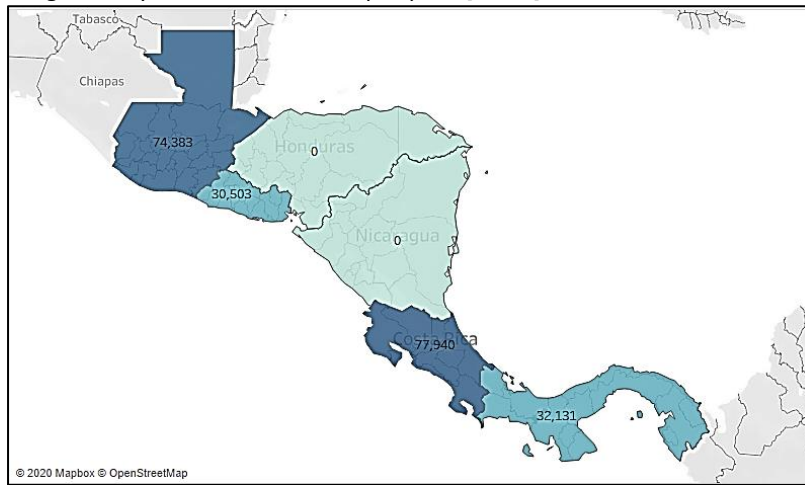 Tabasco
Chiapas
74,383
Honduras
0
30,503
Nicaragua
0
Costa Rica
77,940
32,131
© 2020 Mapbox © OpenStreetMap